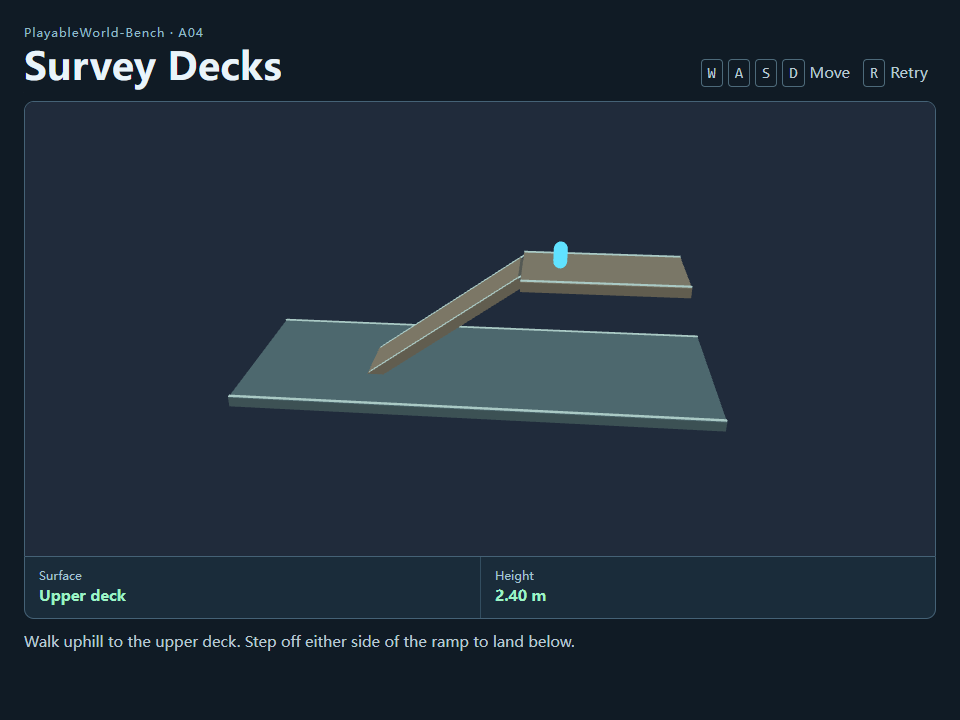 PlayableWorld-Bench · A04
Survey Decks
W A S D Move R Retry
Surface
Upper deck
Height
2.40 m
Walk uphill to the upper deck. Step off either side of the ramp to land below.